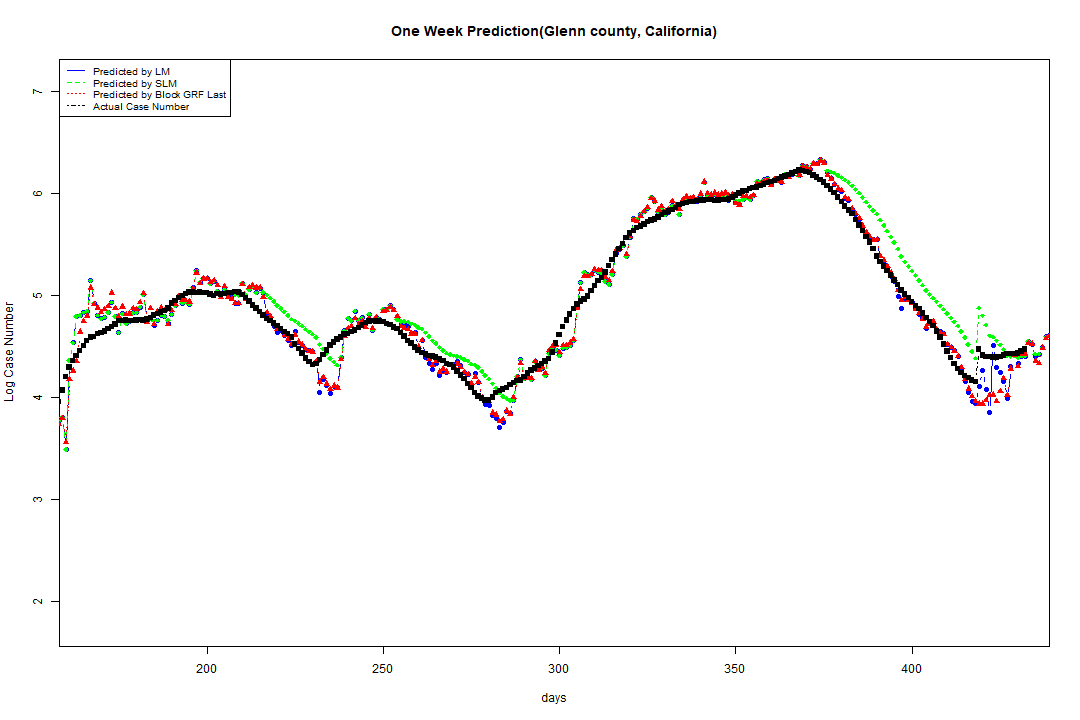 One Week Prediction(Glenn county, California)
Predicted by LM
Predicted by SLM
Predicted by Block GRF Last
Actual Case Number
7
6
5
4
3
2
Log Case Number
200
250
300
350
400
days